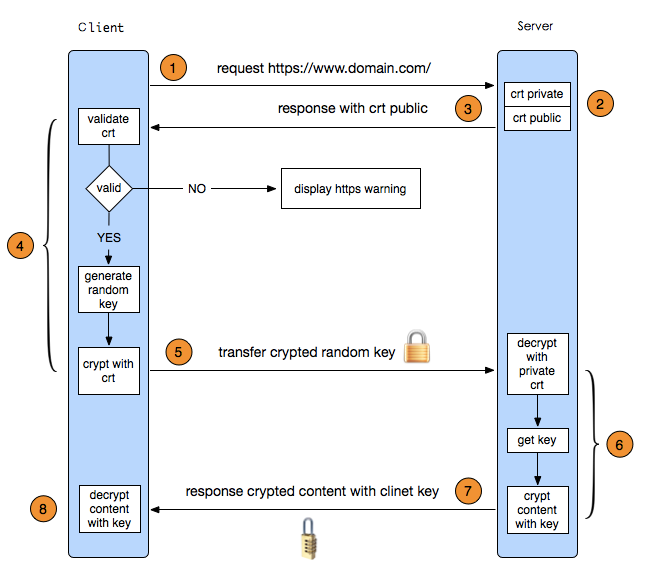 Client
Server
1
request https://www.domain.com/
crt private
2
crt public
response with crt public
3
validate
crt
valid
NO
display https warning
YES
4
generate
random
key
crypt with
crt
5
transfer crypted random key
decrypt
with
private
crt
get key
6
crypt
content
with key
response crypted content with clinet key
7
8
decrypt
content
with key